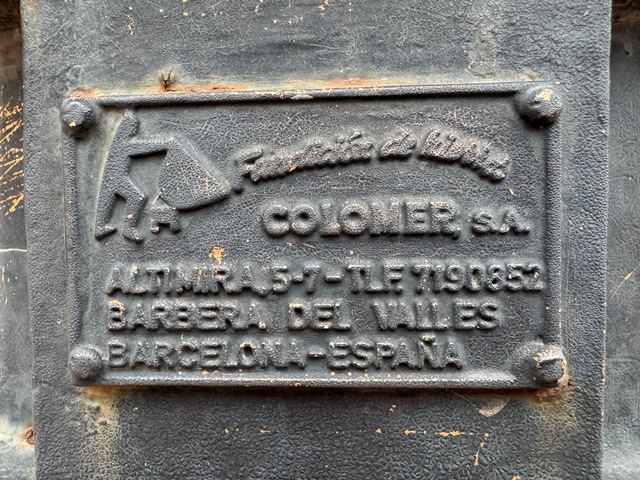 Fundición de
COLOMER, S.A.
ALTIMIRA, 5-7-TLF. 7190852
BARBERA DEL VALLES
BARCELONA-ESPAÑA